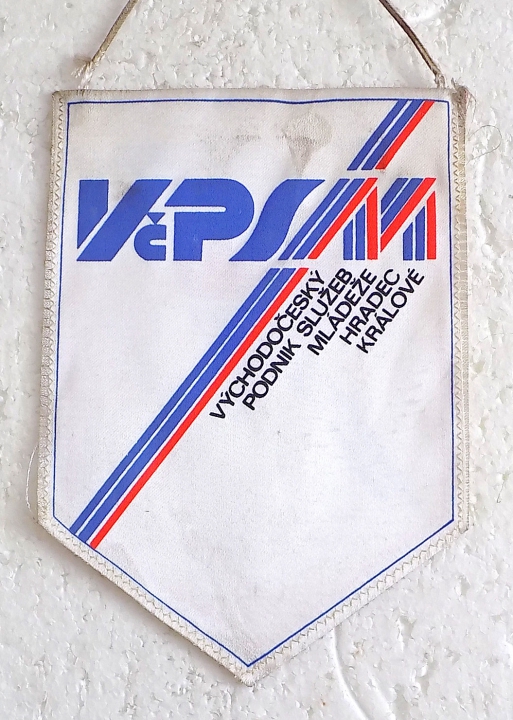 VčPSM
VÝCHODOČESKÝ
PODNIK SLUŽEB
MLÁDEŽE
HRADEC
KRÁLOVÉ